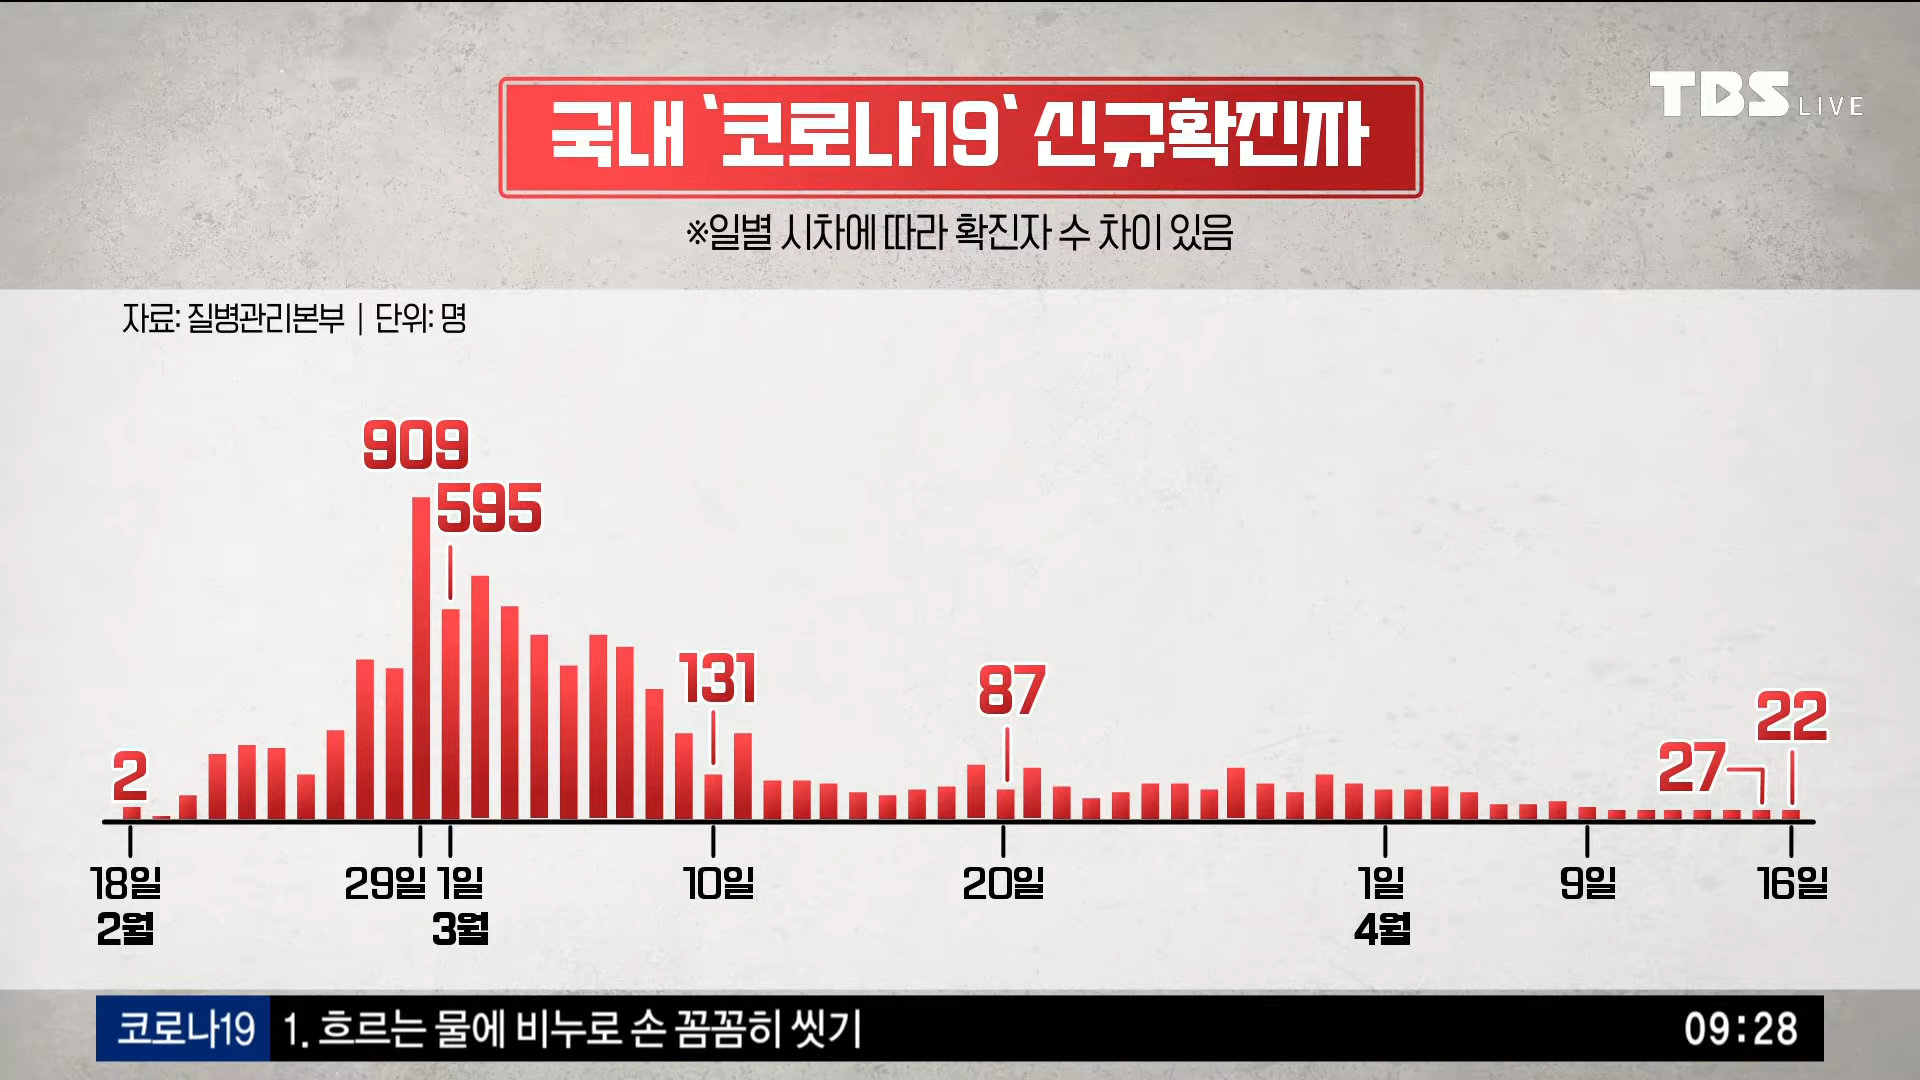 국내 `코로나19` 신규확진자
TBS LIVE
※일별 시차에 따라 확진자 수 차이 있음
자료: 질병관리본부 | 단위: 명
909
595
131
87
22
27
2
18일 29일 1일 10일 20일 1일 9일 16일
2월 3월 4월
코로나19 1. 흐르는 물에 비누로 손 꼼꼼히 씻기 09:28